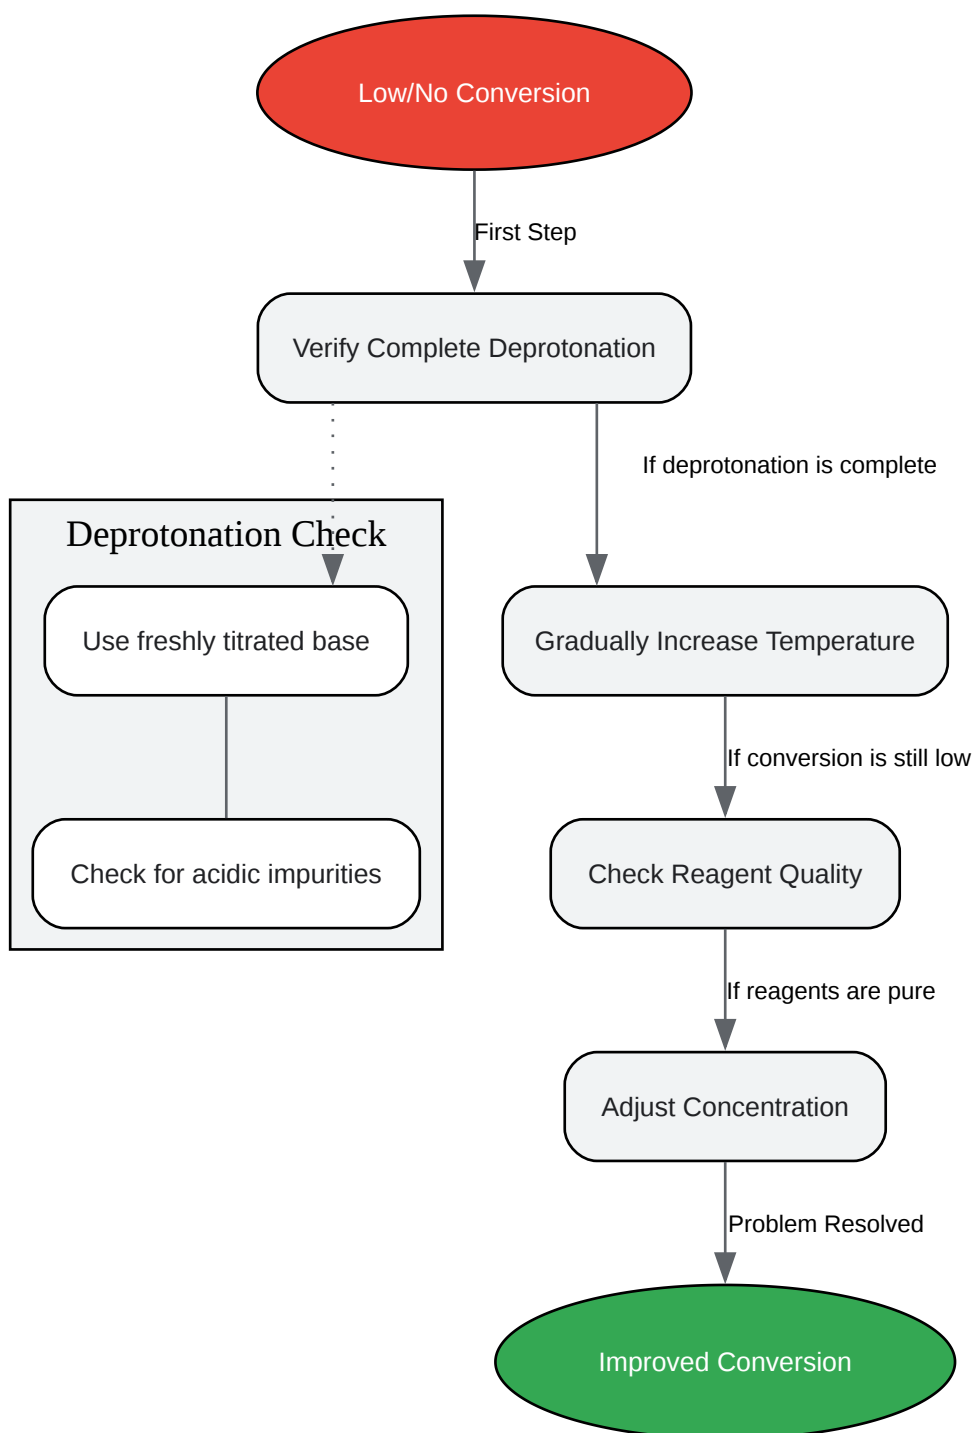 Low/No Conversion
First Step
Verify Complete Deprotonation
If deprotonation is complete
Deprotonation Check
Use freshly titrated base
Gradually Increase Temperature
If conversion is still low
Check for acidic impurities
Check Reagent Quality
If reagents are pure
Adjust Concentration
Problem Resolved
Improved Conversion